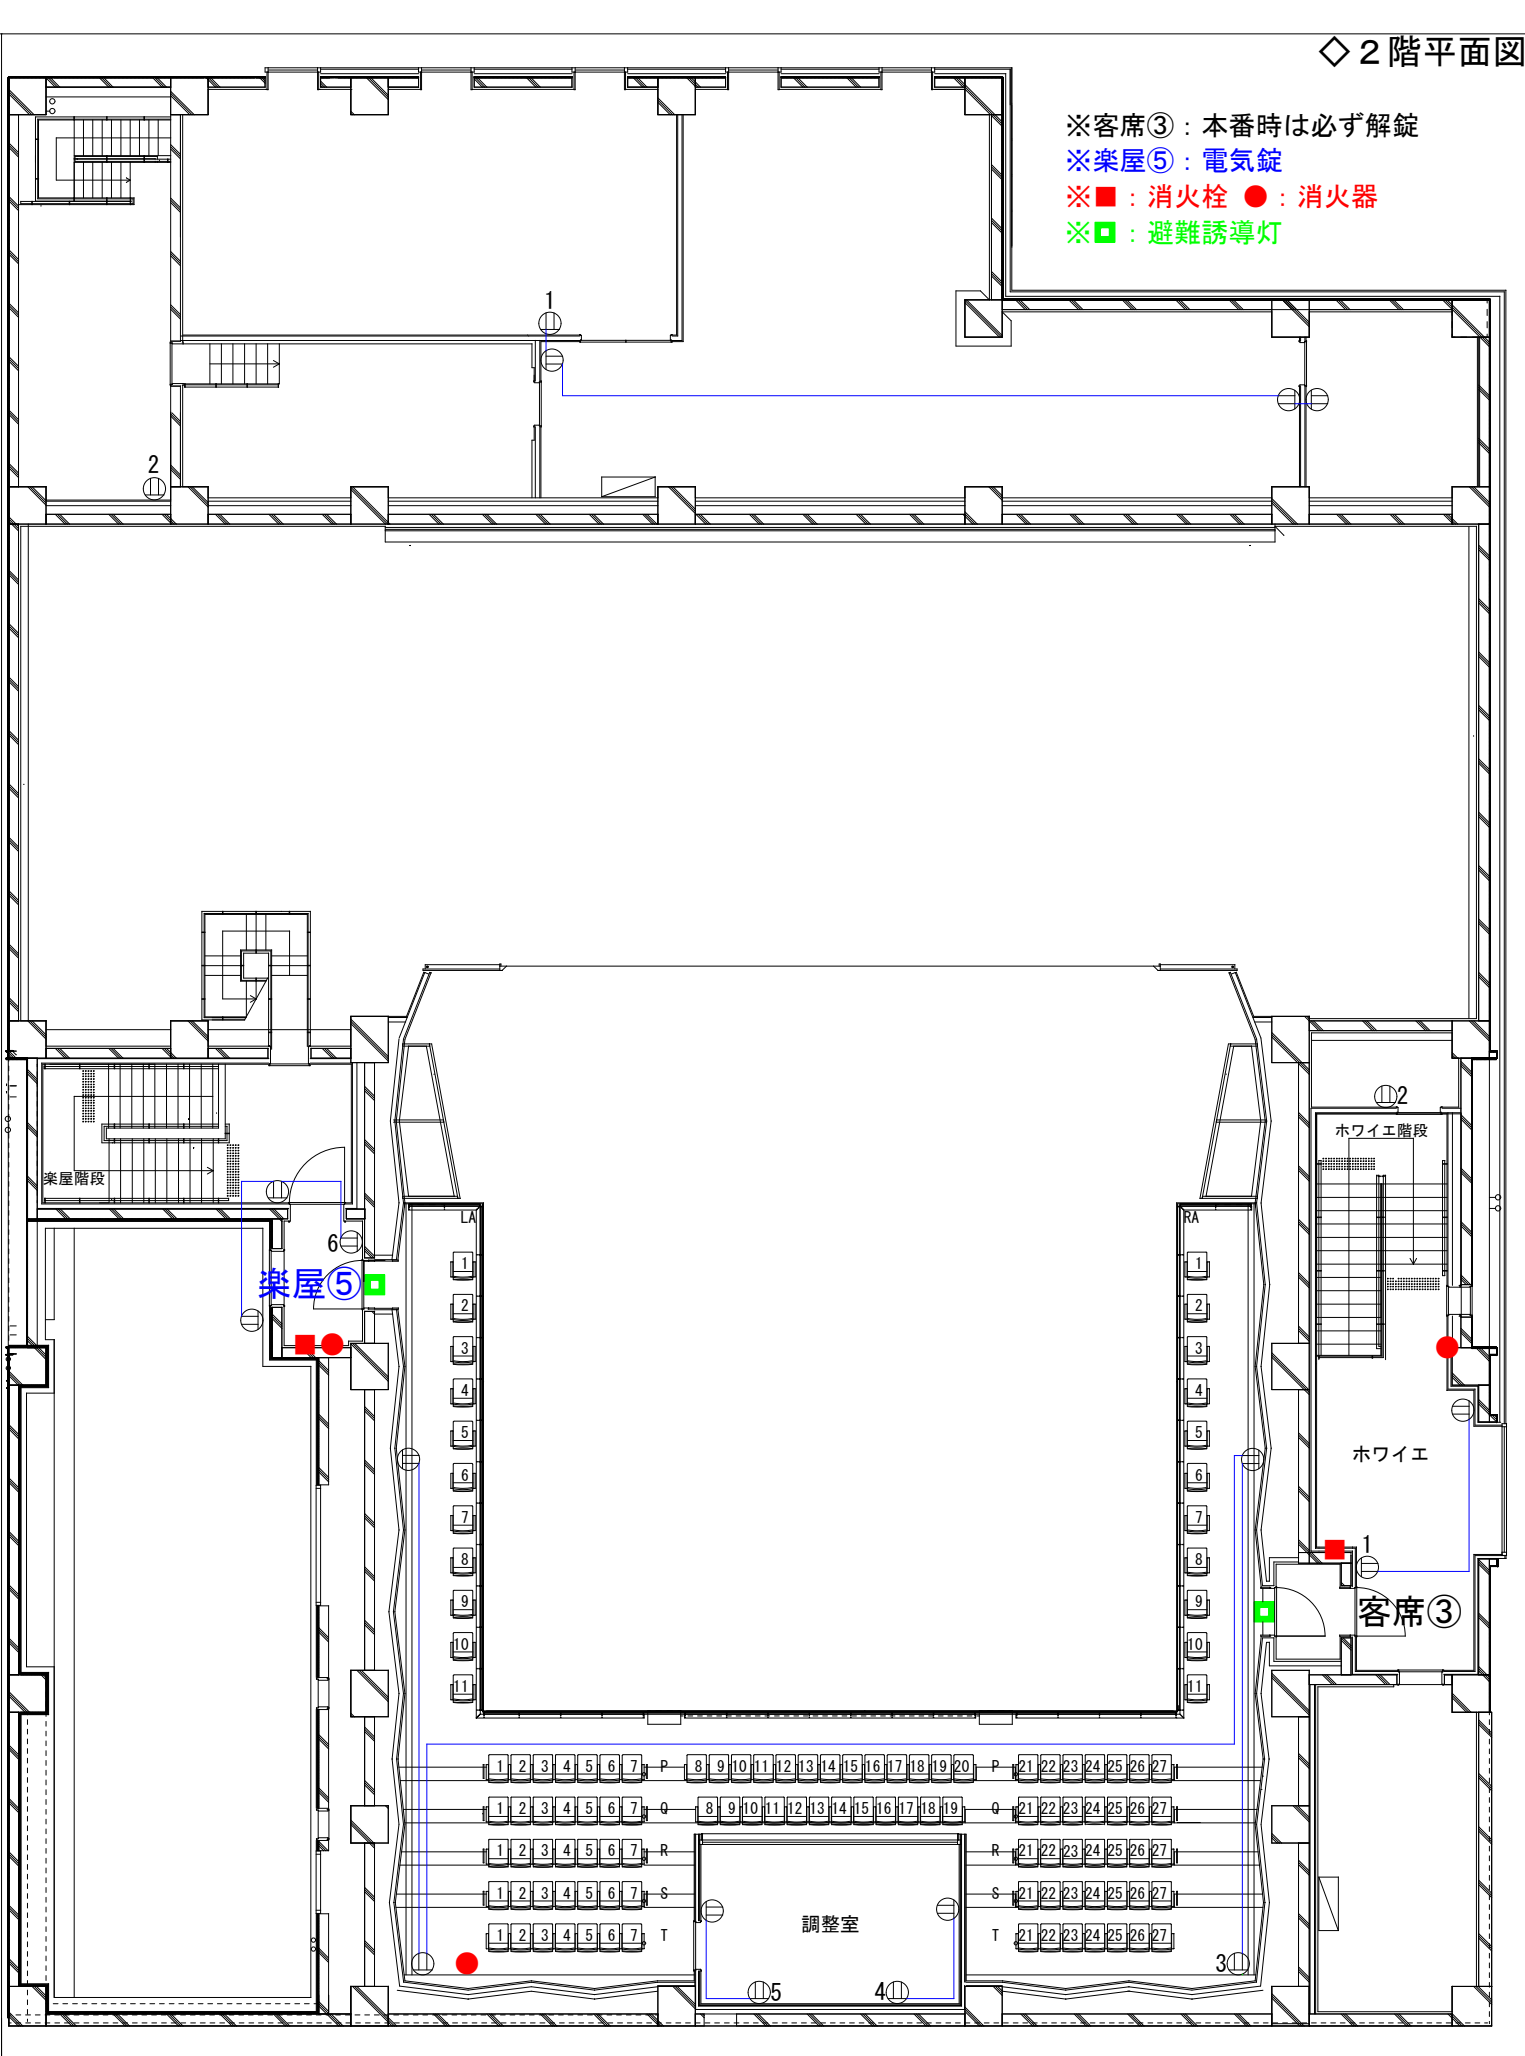 ◇２階平面図
※客席③：本番時は必ず解錠
※楽屋⑤：電気錠
※■：消火栓 ●：消火器
※◘：避難誘導灯
1
2
2
ホワイエ階段
楽屋階段
6
楽屋⑤
LA
RA
1 1
2 2
3 3
4 4
5 5
6 6
7 7
8 8
9 9
10 10
11 11
ホワイエ
1
客席③
1 2 3 4 5 6 7 P 8 9 10 11 12 13 14 15 16 17 18 19 20 P 21 22 23 24 25 26 27
1 2 3 4 5 6 7 Q 8 9 10 11 12 13 14 15 16 17 18 19 Q 21 22 23 24 25 26 27
1 2 3 4 5 6 7 R R 21 22 23 24 25 26 27
1 2 3 4 5 6 7 S S 21 22 23 24 25 26 27
調整室
1 2 3 4 5 6 7 T T 21 22 23 24 25 26 27
3
5
4